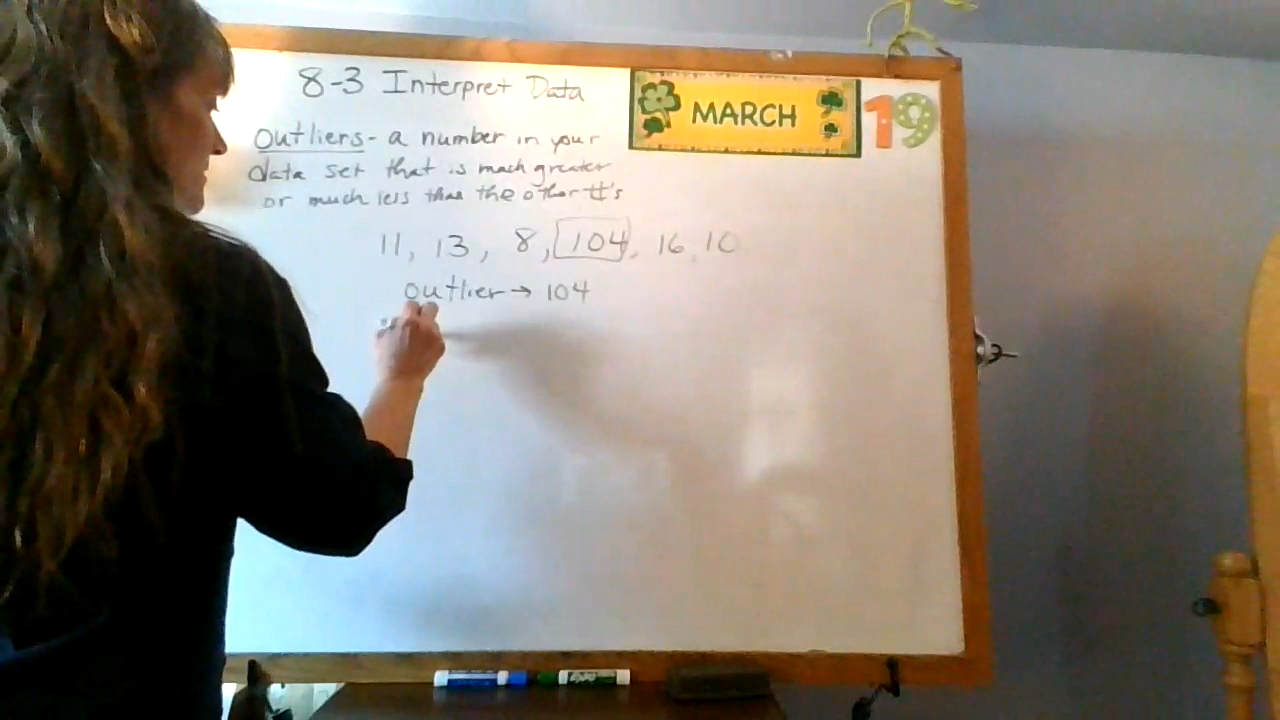 8-3 Interpret Data
MARCH 19
Outliers - a number in your
data set that is much greater
or much less than the other #'s
11, 13, 8, 104, 16, 10
outlier → 104